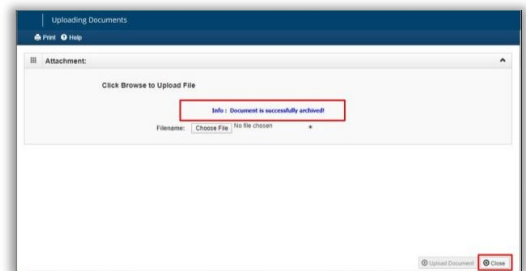 Uploading Documents
Print Help
Attachment:
Click Browse to Upload File
Info : Document is successfully archived!
Filename: Choose File No file chosen *
Upload Document Close